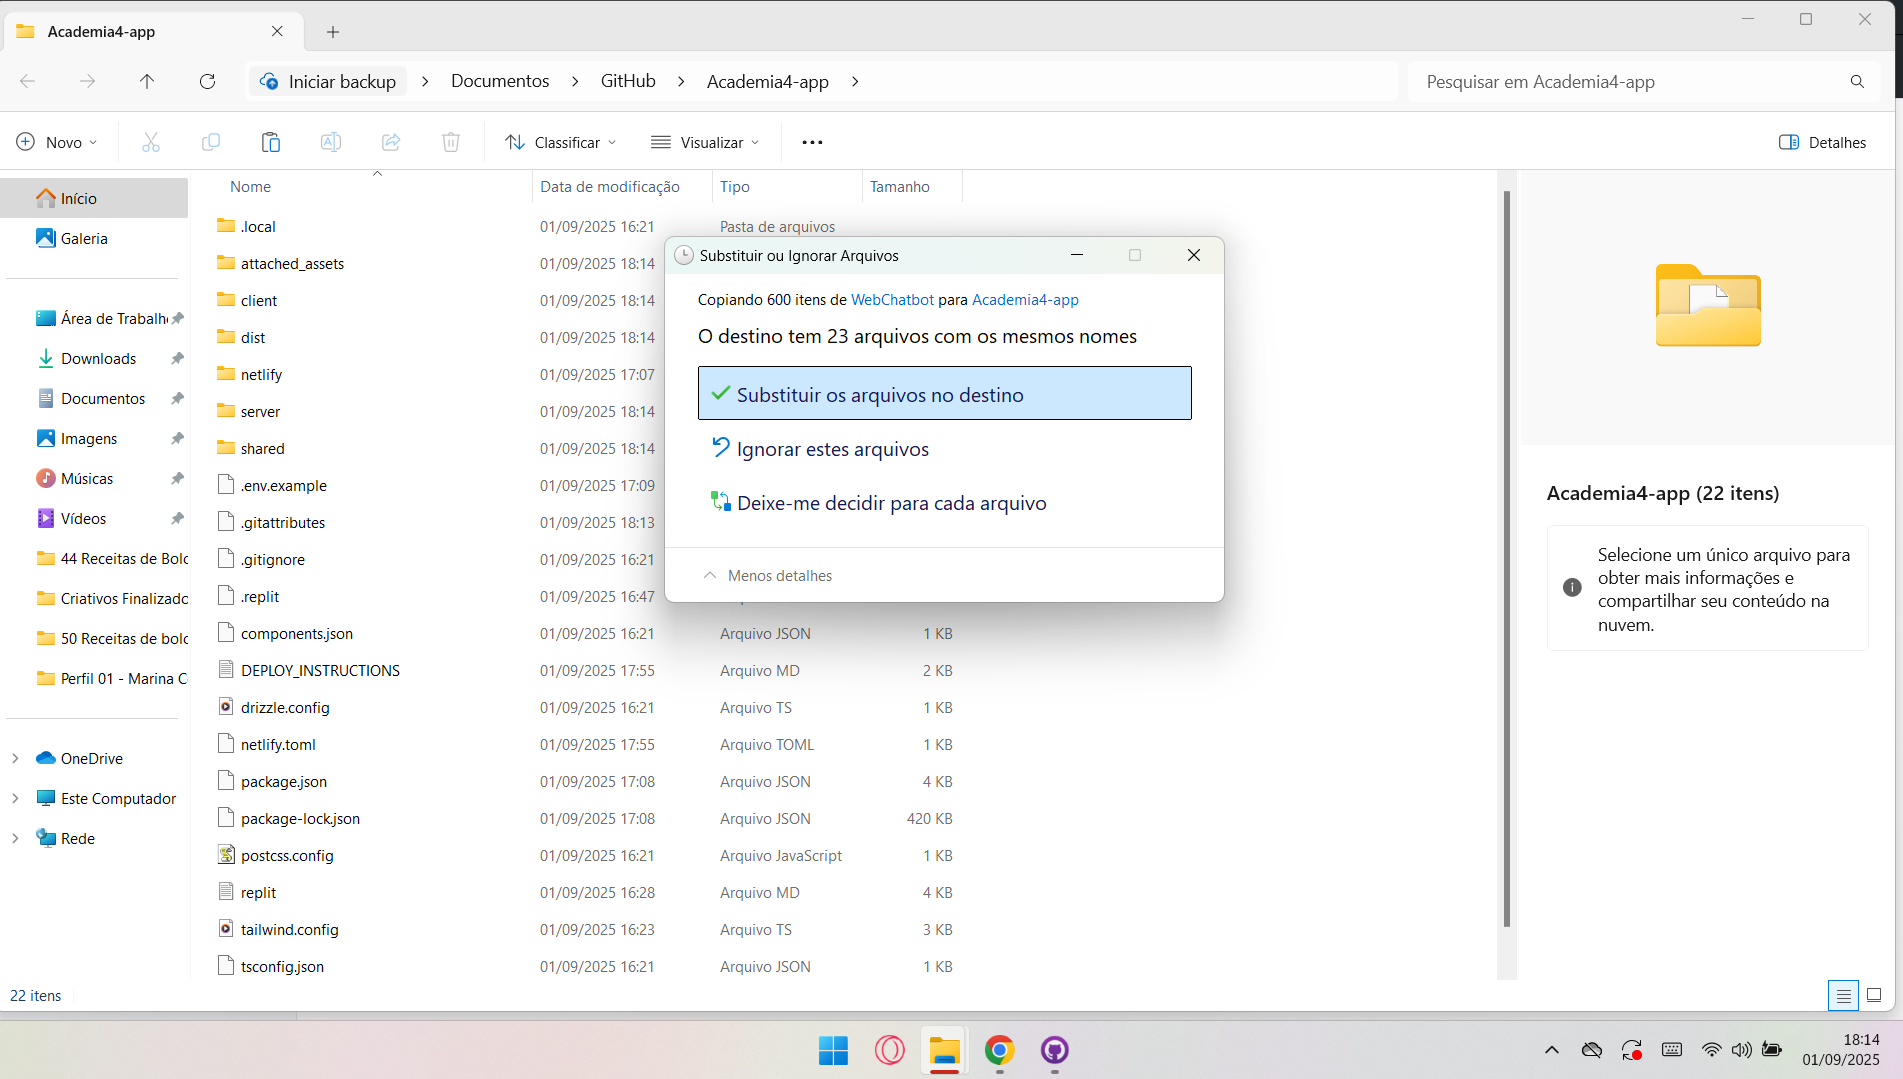 Academia4-app
Iniciar backup > Documentos > GitHub > Academia4-app >
Pesquisar em Academia4-app
Novo
Classificar
Visualizar
Detalhes
Início
Galeria
Área de Trabalh
Downloads
Documentos
Imagens
Músicas
Vídeos
44 Receitas de Bolo
Criativos Finalizado
50 Receitas de bolo
Perfil 01 - Marina C
OneDrive
Este Computador
Rede
Nome Data de modificação Tipo Tamanho
.local 01/09/2025 16:21 Pasta de arquivos
attached_assets 01/09/2025 18:14
client 01/09/2025 18:14
dist 01/09/2025 18:14
netlify 01/09/2025 17:07
server 01/09/2025 18:14
shared 01/09/2025 18:14
.env.example 01/09/2025 17:09
.gitattributes 01/09/2025 18:13
.gitignore 01/09/2025 16:21
.replit 01/09/2025 16:47
components.json 01/09/2025 16:21 Arquivo JSON 1 KB
DEPLOY_INSTRUCTIONS 01/09/2025 17:55 Arquivo MD 2 KB
drizzle.config 01/09/2025 16:21 Arquivo TS 1 KB
netlify.toml 01/09/2025 17:55 Arquivo TOML 1 KB
package.json 01/09/2025 17:08 Arquivo JSON 4 KB
package-lock.json 01/09/2025 17:08 Arquivo JSON 420 KB
postcss.config 01/09/2025 16:21 Arquivo JavaScript 1 KB
replit 01/09/2025 16:28 Arquivo MD 4 KB
tailwind.config 01/09/2025 16:23 Arquivo TS 3 KB
tsconfig.json 01/09/2025 16:21 Arquivo JSON 1 KB
Substituir ou Ignorar Arquivos
Copiando 600 itens de WebChatbot para Academia4-app
O destino tem 23 arquivos com os mesmos nomes
Substituir os arquivos no destino
Ignorar estes arquivos
Deixe-me decidir para cada arquivo
Menos detalhes
Academia4-app (22 itens)
Selecione um único arquivo para
obter mais informações e
compartilhar seu conteúdo na
nuvem.
22 itens
18:14
01/09/2025